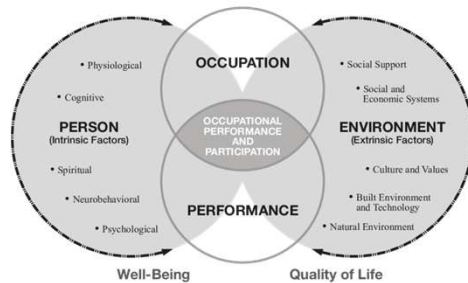 OCCUPATION
• Physiological
• Cognitive
PERSON
(Intrinsic Factors)
• Spiritual
• Neurobehavioral
• Psychological
OCCUPATIONAL
PERFORMANCE
AND
PARTICIPATION
• Social Support
• Social and
Economic Systems
ENVIRONMENT
(Extrinsic Factors)
• Culture and Values
• Built Environment
and Technology
• Natural Environment
PERFORMANCE
Well-Being
Quality of Life